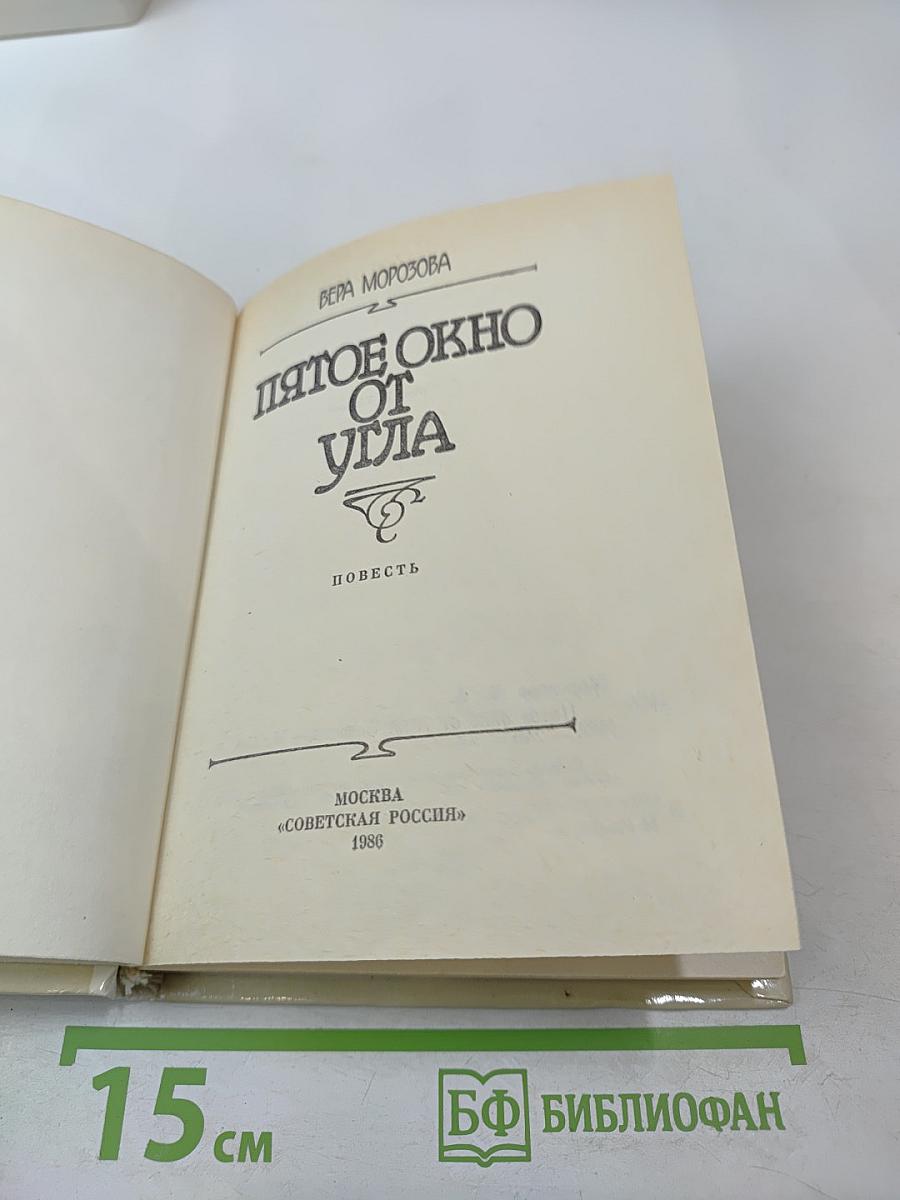 ВЕРА МОРОЗОВА
ПЯТОЕ ОКНО
ОТ
УГЛА
ПОВЕСТЬ
МОСКВА
«СОВЕТСКАЯ РОССИЯ»
1986
15 см
БФ БИБЛИОФАН